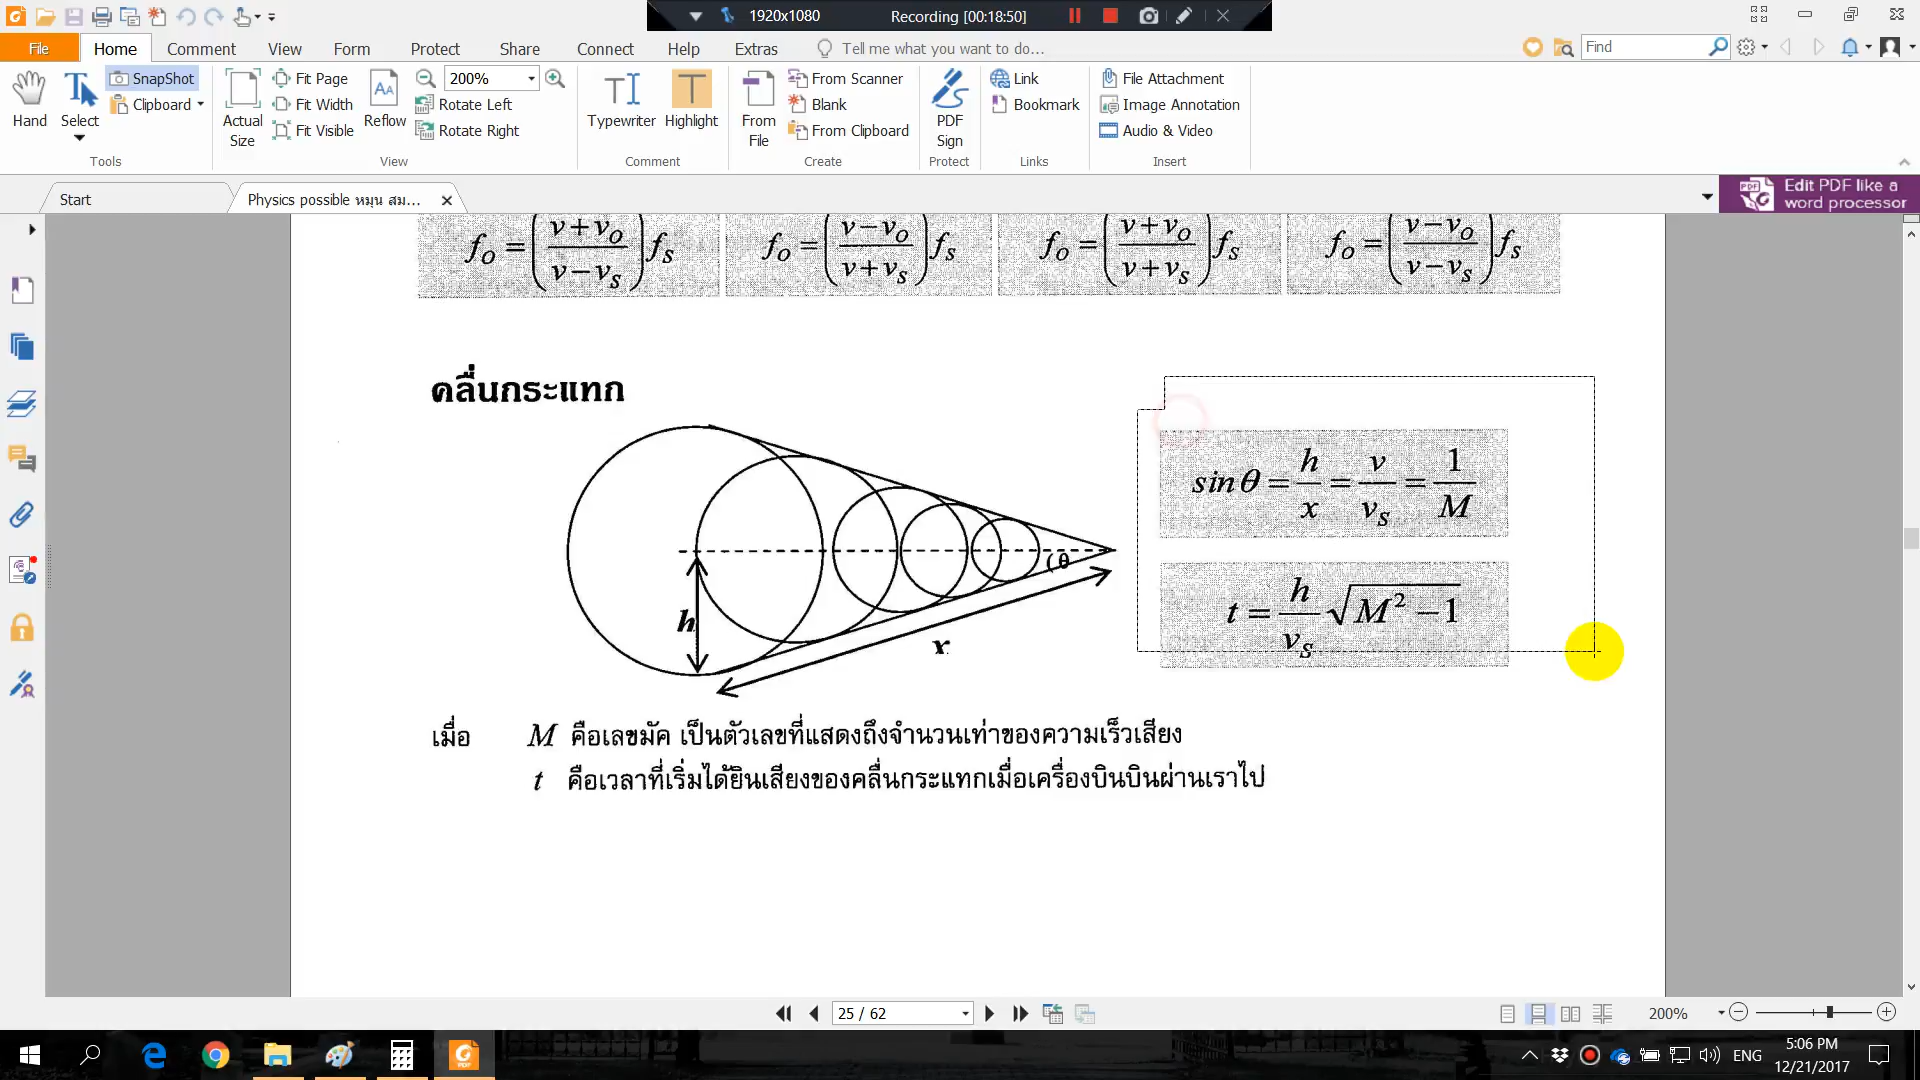 1920x1080
Recording [00:18:50]
File
Home
Comment
View
Form
Protect
Share
Connect
Help
Extras
Tell me what you want to do...
Find
Hand
Select
SnapShot
Clipboard
Tools
Actual Size
Fit Page
Fit Width
Fit Visible
Reflow
200%
Rotate Left
Rotate Right
View
Typewriter
Highlight
Comment
From File
From Scanner
Blank
From Clipboard
Create
PDF Sign
Protect
Link
Bookmark
Links
File Attachment
Image Annotation
Audio & Video
Insert
Start
Physics possible หมุน สม...
Edit PDF like a
word processor
f_o = ((v+v_o)/(v−v_s)) f_s
f_o = ((v−v_o)/(v+v_s)) f_s
f_o = ((v+v_o)/(v+v_s)) f_s
f_o = ((v−v_o)/(v−v_s)) f_s
คลื่นกระแทก
h
x
(θ
sin θ = h/x = v/v_s = 1/M
t = h/v_s √(M² −1)
เมื่อ M คือเลขมัค เป็นตัวเลขที่แสดงถึงจำนวนเท่าของความเร็วเสียง
t คือเวลาที่เริ่มได้ยินเสียงของคลื่นกระแทกเมื่อเครื่องบินบินผ่านเราไป
25 / 62
200%
ENG
5:06 PM
12/21/2017